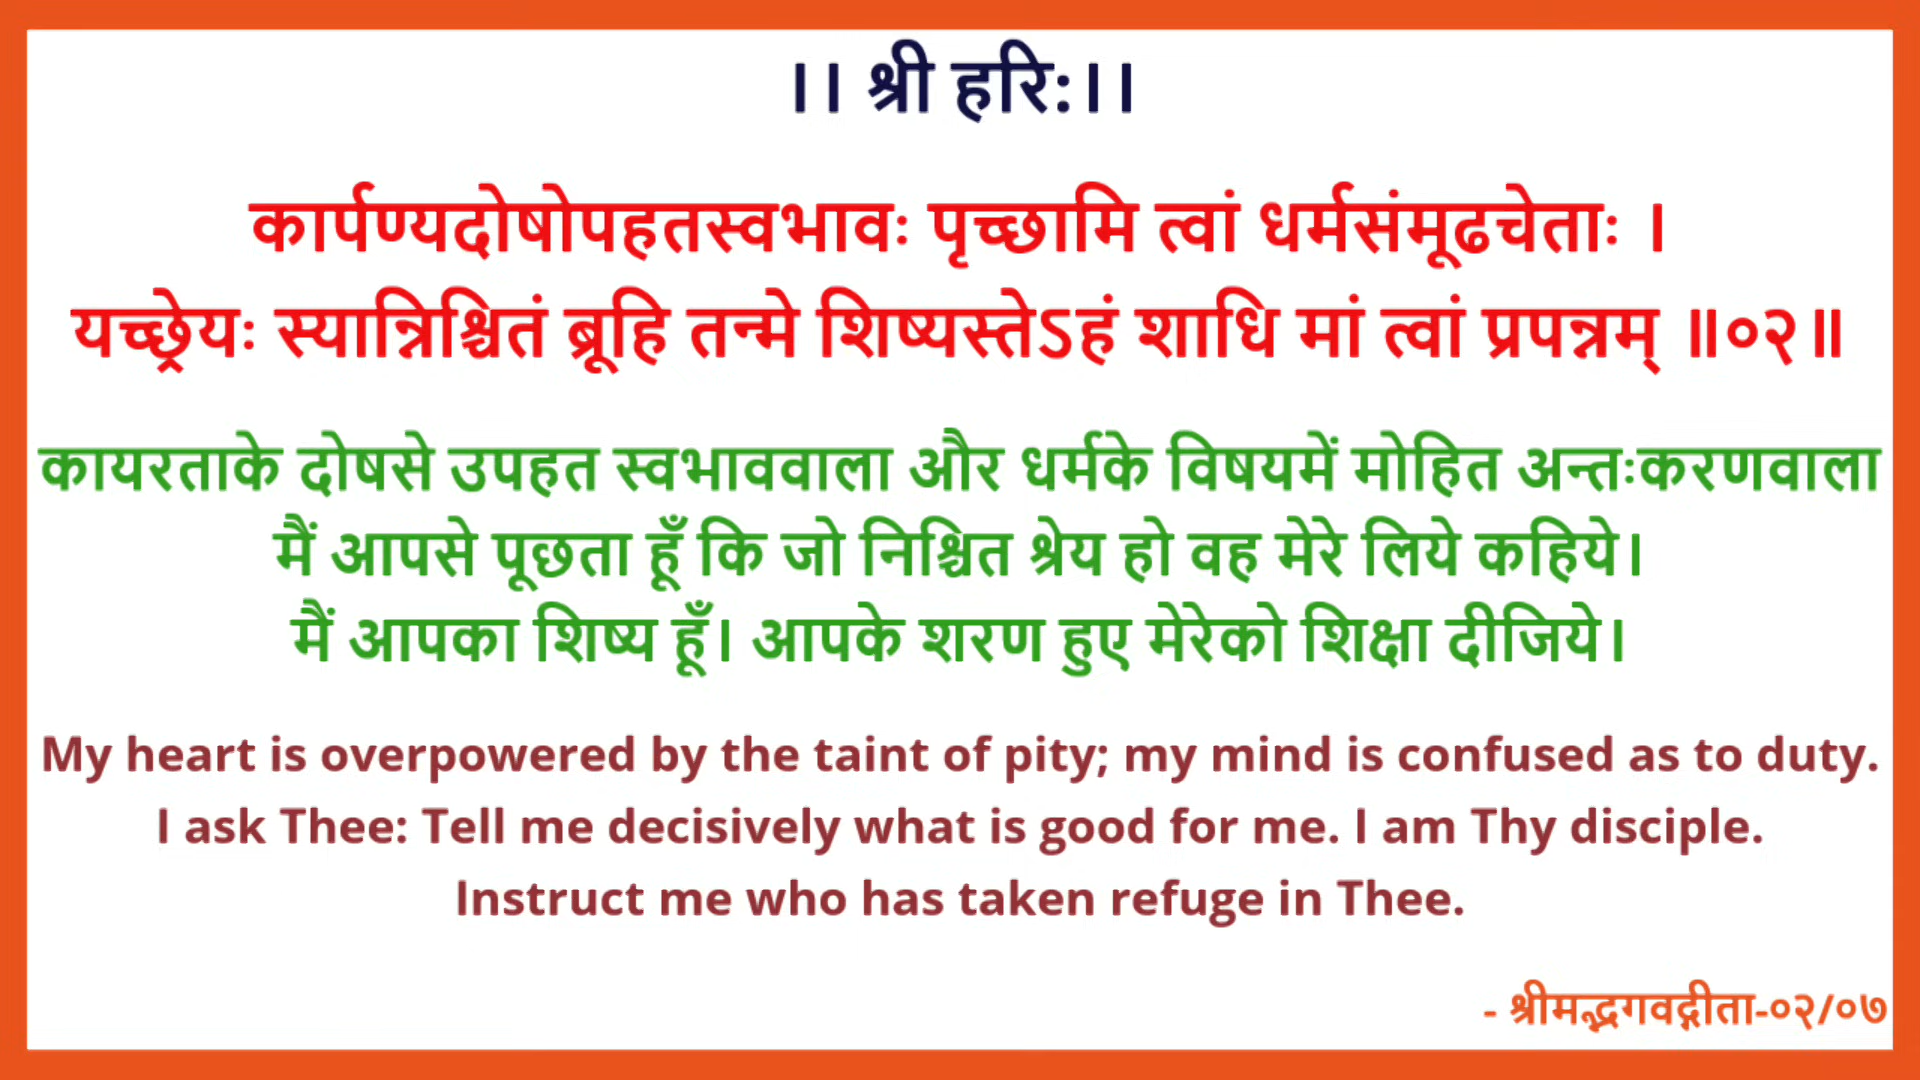 ।। श्री हरि:।।
कार्पण्यदोषोपहतस्वभावः पृच्छामि त्वां धर्मसंमूढचेताः ।
यच्छ्रेयः स्यान्निश्चितं ब्रूहि तन्मे शिष्यस्तेऽहं शाधि मां त्वां प्रपन्नम् ॥०२॥
कायरताके दोषसे उपहत स्वभाववाला और धर्मके विषयमें मोहित अन्तःकरणवाला
मैं आपसे पूछता हूँ कि जो निश्चित श्रेय हो वह मेरे लिये कहिये।
मैं आपका शिष्य हूँ। आपके शरण हुए मेरेको शिक्षा दीजिये।
My heart is overpowered by the taint of pity; my mind is confused as to duty.
I ask Thee: Tell me decisively what is good for me. I am Thy disciple.
Instruct me who has taken refuge in Thee.
- श्रीमद्भगवद्गीता-०२/०७